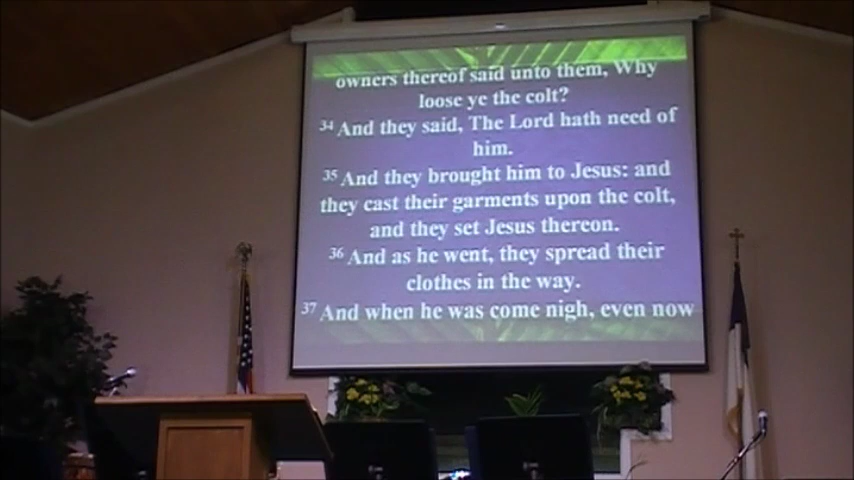 owners thereof said unto them, Why
loose ye the colt?
34 And they said, The Lord hath need of
him.
35 And they brought him to Jesus: and
they cast their garments upon the colt,
and they set Jesus thereon.
36 And as he went, they spread their
clothes in the way.
37 And when he was come nigh, even now